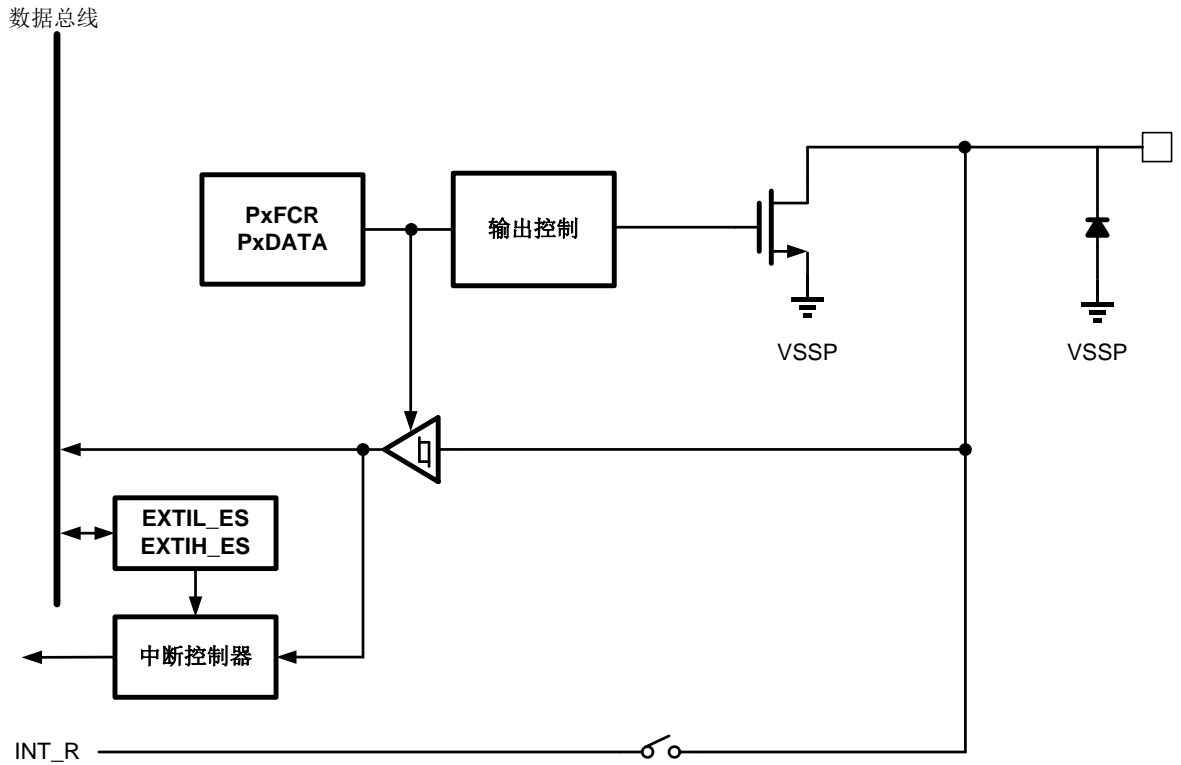 数据总线
PxFCR
PxDATA
输出控制
VSSP
VSSP
EXTIL_ES
EXTIH_ES
中断控制器
INT_R